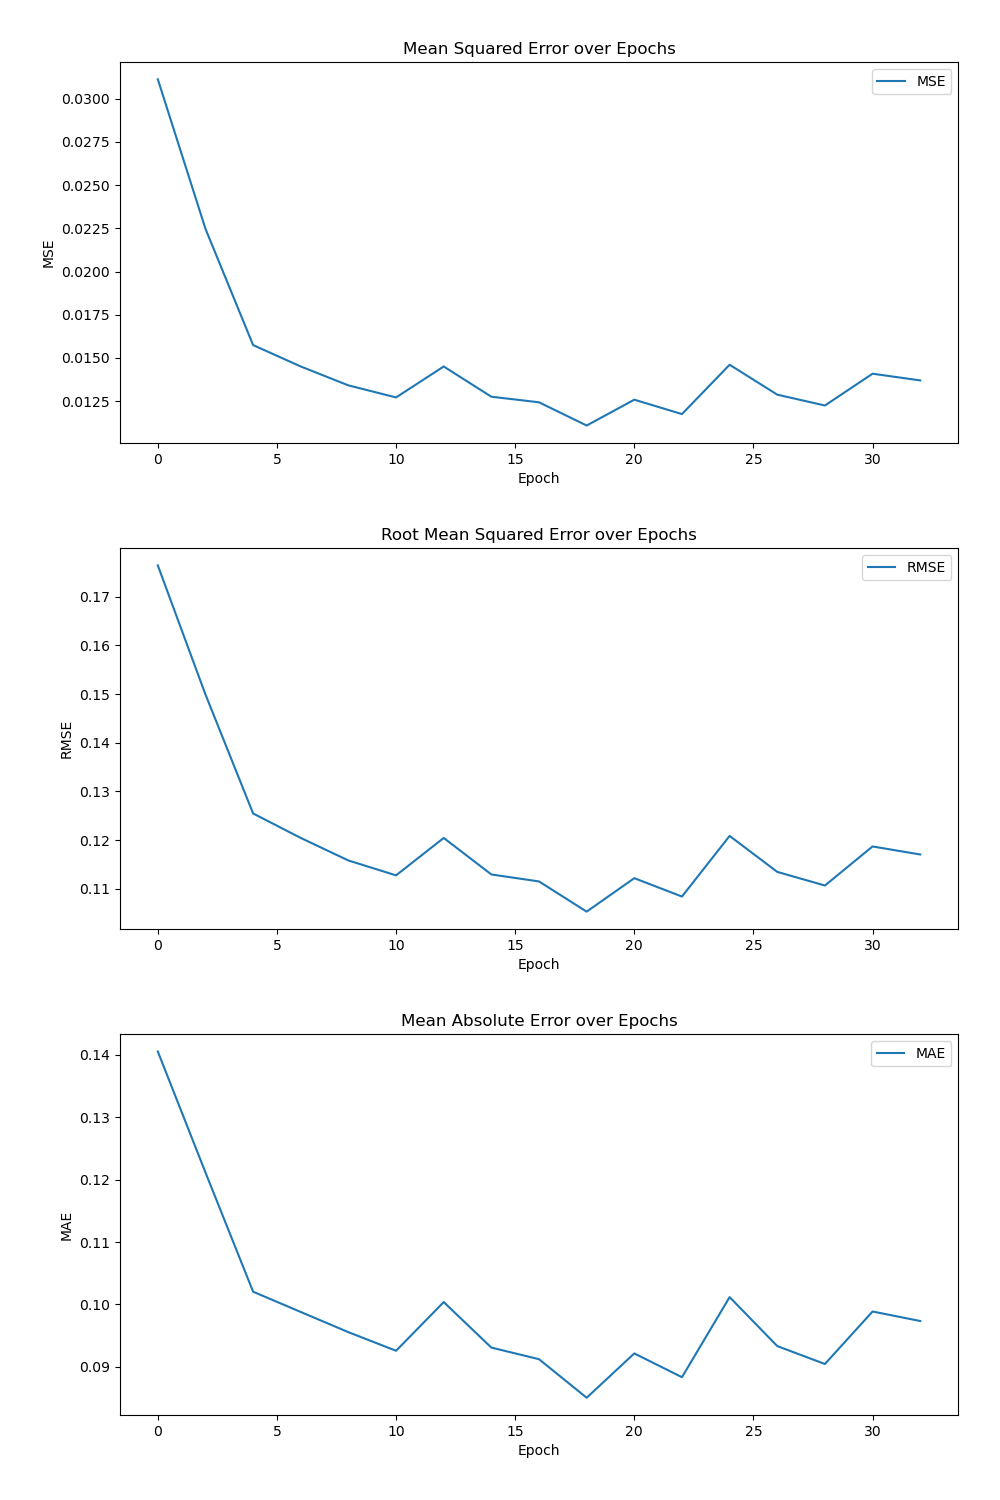 Mean Squared Error over Epochs
MSE
0.0300
0.0275
0.0250
0.0225
0.0200
0.0175
0.0150
0.0125
MSE
0 5 10 15 20 25 30
Epoch
Root Mean Squared Error over Epochs
RMSE
0.17
0.16
0.15
0.14
0.13
0.12
0.11
RMSE
0 5 10 15 20 25 30
Epoch
Mean Absolute Error over Epochs
MAE
0.14
0.13
0.12
0.11
0.10
0.09
MAE
0 5 10 15 20 25 30
Epoch